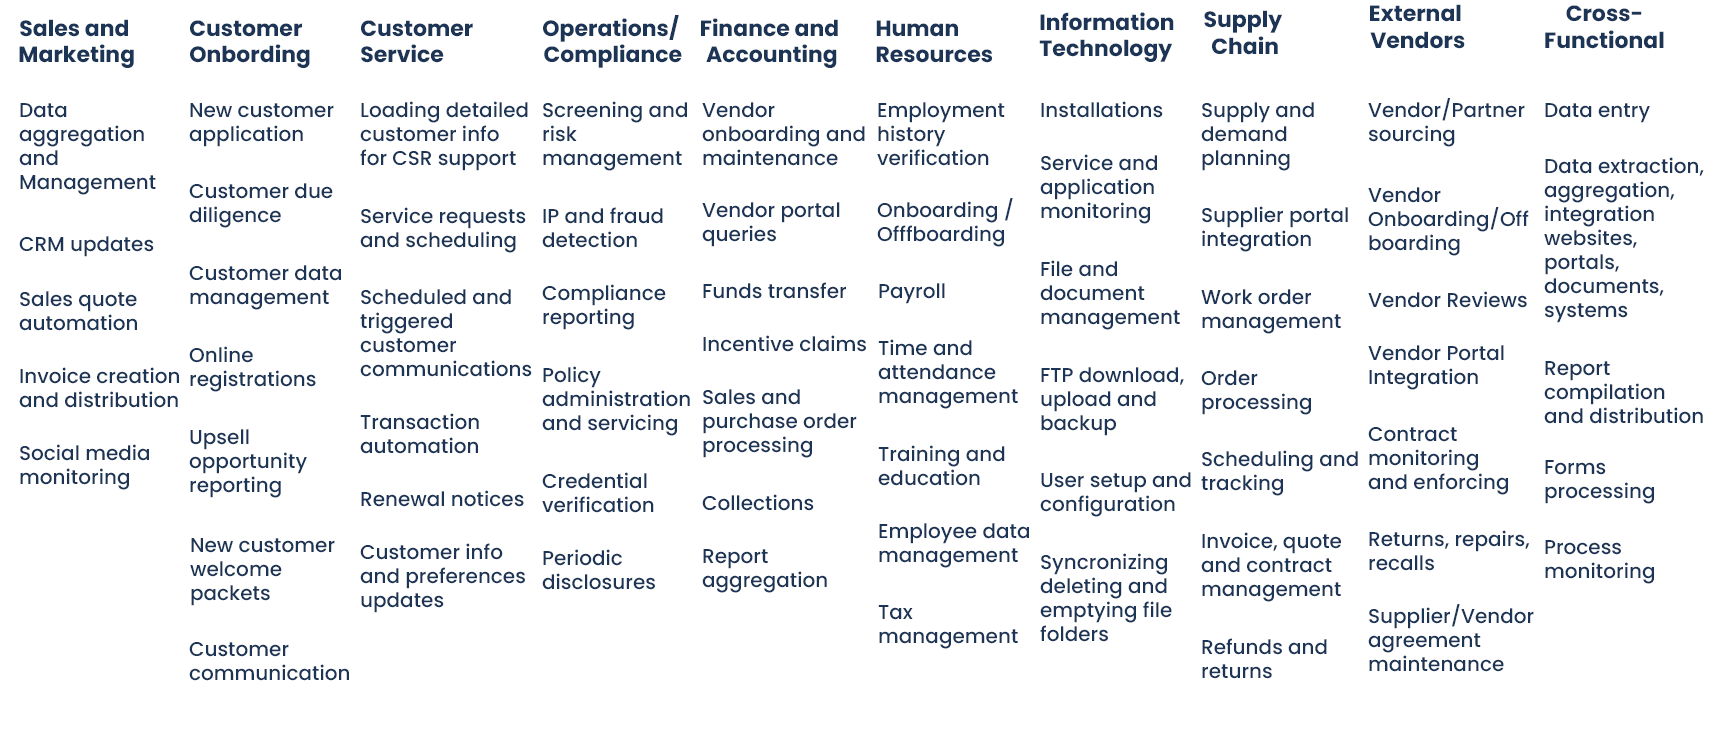 Sales and
Marketing
Data
aggregation
and
Management
CRM updates
Sales quote
automation
Invoice creation
and distribution
Social media
monitoring
Customer
Onbording
New customer
application
Customer due
diligence
Customer data
management
Online
registrations
Upsell
opportunity
reporting
New customer
welcome
packets
Customer
communication
Customer
Service
Loading detailed
customer info
for CSR support
Service requests
and scheduling
Scheduled and
triggered
customer
communications
Transaction
automation
Renewal notices
Customer info
and preferences
updates
Operations/
Compliance
Screening and
risk
management
IP and fraud
detection
Compliance
reporting
Policy
administration
and servicing
Credential
verification
Periodic
disclosures
Finance and
Accounting
Vendor
onboarding and
maintenance
Vendor portal
queries
Funds transfer
Incentive claims
Sales and
purchase order
processing
Collections
Report
aggregation
Human
Resources
Employment
history
verification
Onboarding /
Offfboarding
Payroll
Time and
attendance
management
Training and
education
Employee data
management
Tax
management
Information
Technology
Installations
Service and
application
monitoring
File and
document
management
FTP download,
upload and
backup
User setup and
configuration
Syncronizing
deleting and
emptying file
folders
Supply
Chain
Supply and
demand
planning
Supplier portal
integration
Work order
management
Order
processing
Scheduling and
tracking
Invoice, quote
and contract
management
Refunds and
returns
External
Vendors
Vendor/Partner
sourcing
Vendor
Onboarding/Off
boarding
Vendor Reviews
Vendor Portal
Integration
Contract
monitoring
and enforcing
Returns, repairs,
recalls
Supplier/Vendor
agreement
maintenance
Cross-
Functional
Data entry
Data extraction,
aggregation,
integration
websites,
portals,
documents,
systems
Report
compilation
and distribution
Forms
processing
Process
monitoring